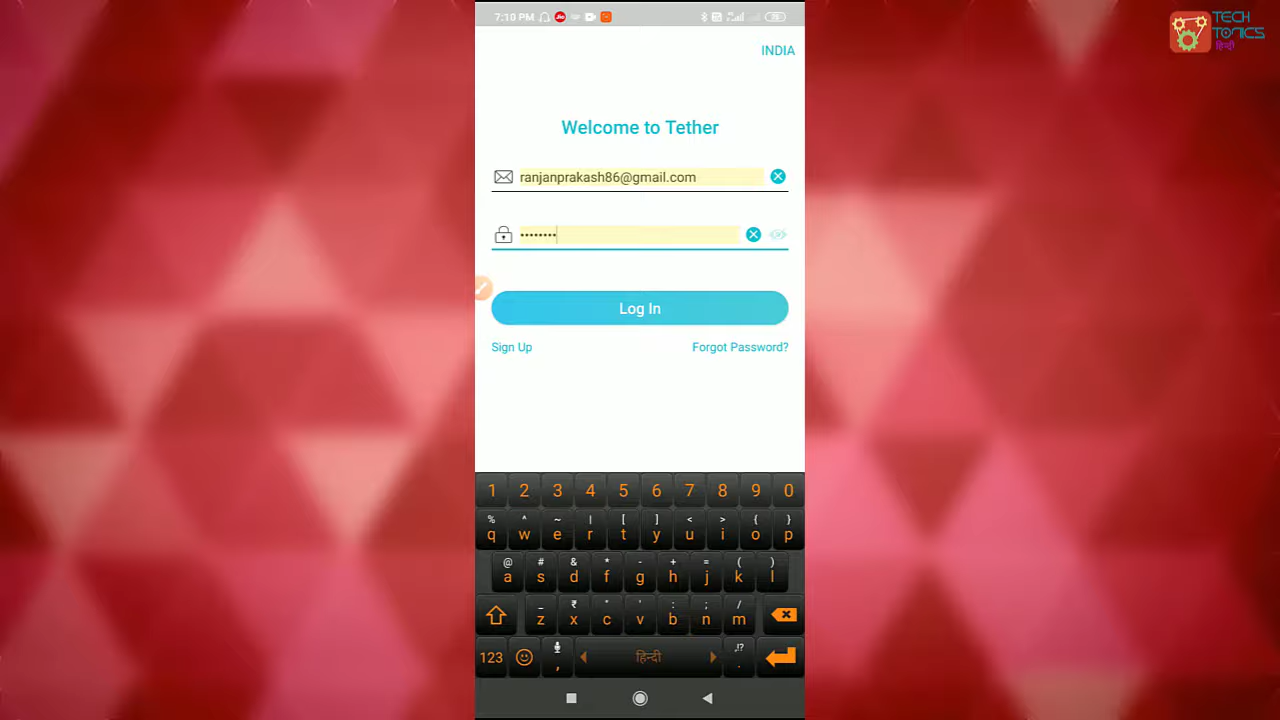 7:10 PM
TECH
TONICS
हिन्दी
INDIA
Welcome to Tether
ranjanprakash86@gmail.com
••••••••
Log In
Sign Up
Forgot Password?
1 2 3 4 5 6 7 8 9 0
% ^ ~ | [ ] < > { }
q w e r t y u i o p
@ # & * - + = ( )
a s d f g h j k l
_ ₹ " ' : ; /
z x c v b n m
,!?
123 , हिन्दी .